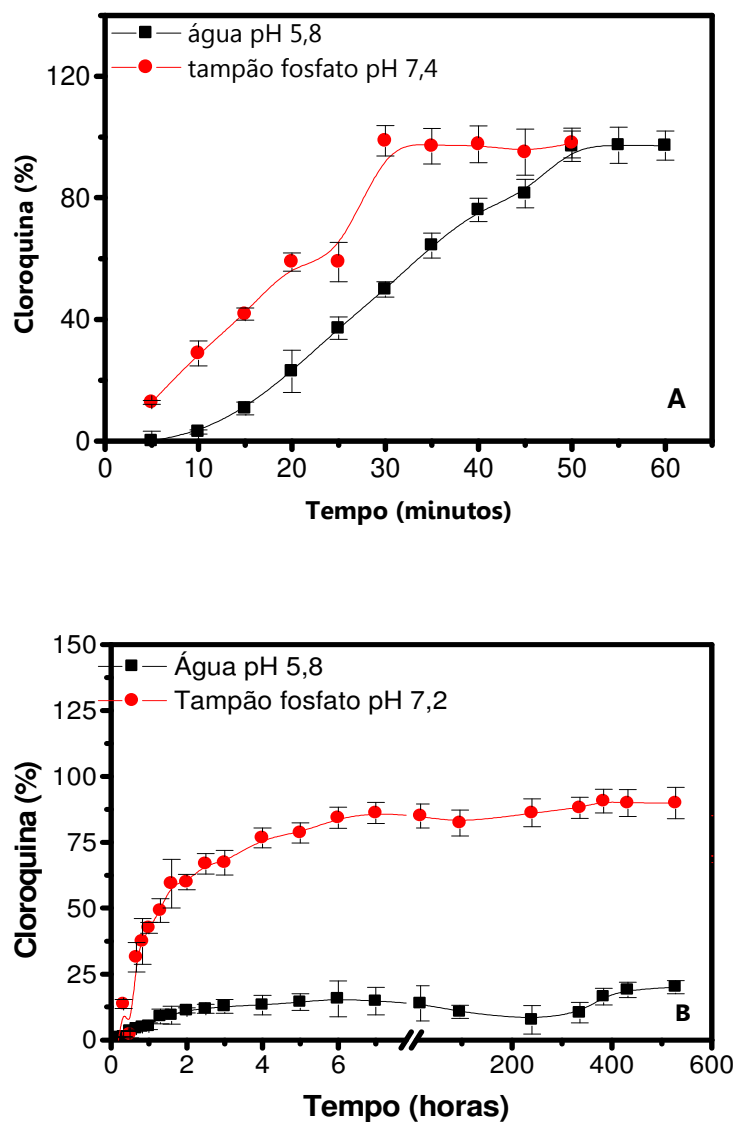 água pH 5,8
tampão fosfato pH 7,4
120
80
40
0
Cloroquina (%)
A
0 10 20 30 40 50 60
Tempo (minutos)
150
125
100
75
50
25
0
Água pH 5,8
Tampão fosfato pH 7,2
Cloroquina (%)
B
0 2 4 6 200 400 600
Tempo (horas)